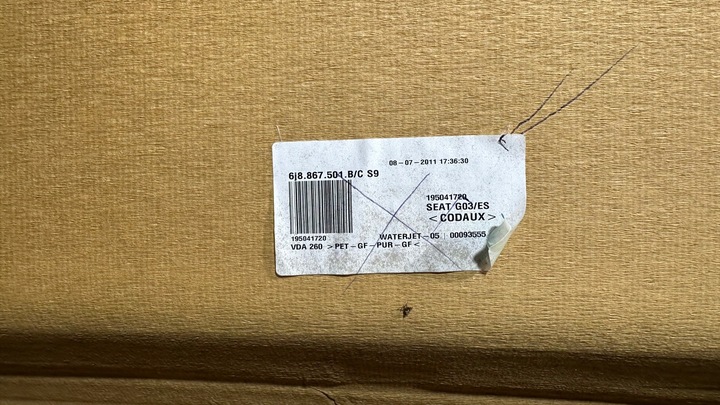 08-07-2011 17:36:30
6j8.867.501.B/C S9
195041720
SEAT G03/ES
<CODAUX>
195041720
WATERJET-05 00093555
VDA 260 >PET-GF-PUR-GF<